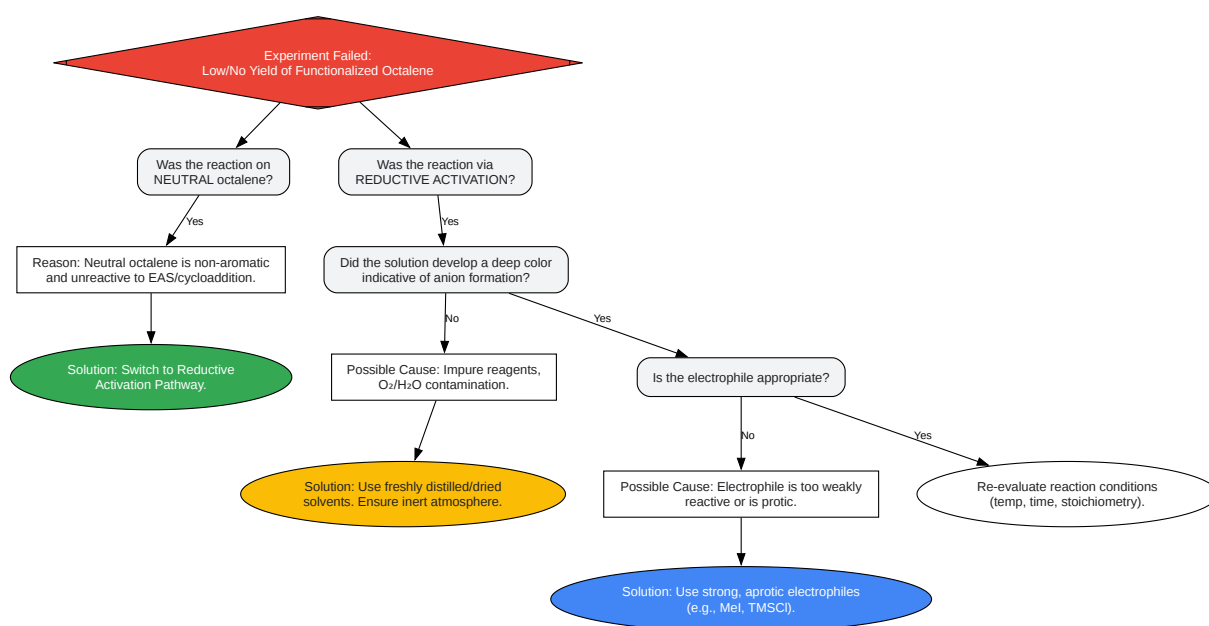 Experiment Failed:
Low/No Yield of Functionalized Octalene
Was the reaction on
NEUTRAL octalene?
Was the reaction via
REDUCTIVE ACTIVATION?
Yes
Yes
Reason: Neutral octalene is non-aromatic
and unreactive to EAS/cycloaddition.
Did the solution develop a deep color
indicative of anion formation?
No
Yes
Solution: Switch to Reductive
Activation Pathway.
Possible Cause: Impure reagents,
O₂/H₂O contamination.
Is the electrophile appropriate?
No
Yes
Solution: Use freshly distilled/dried
solvents. Ensure inert atmosphere.
Possible Cause: Electrophile is too weakly
reactive or is protic.
Re-evaluate reaction conditions
(temp, time, stoichiometry).
Solution: Use strong, aprotic electrophiles
(e.g., MeI, TMSCl).